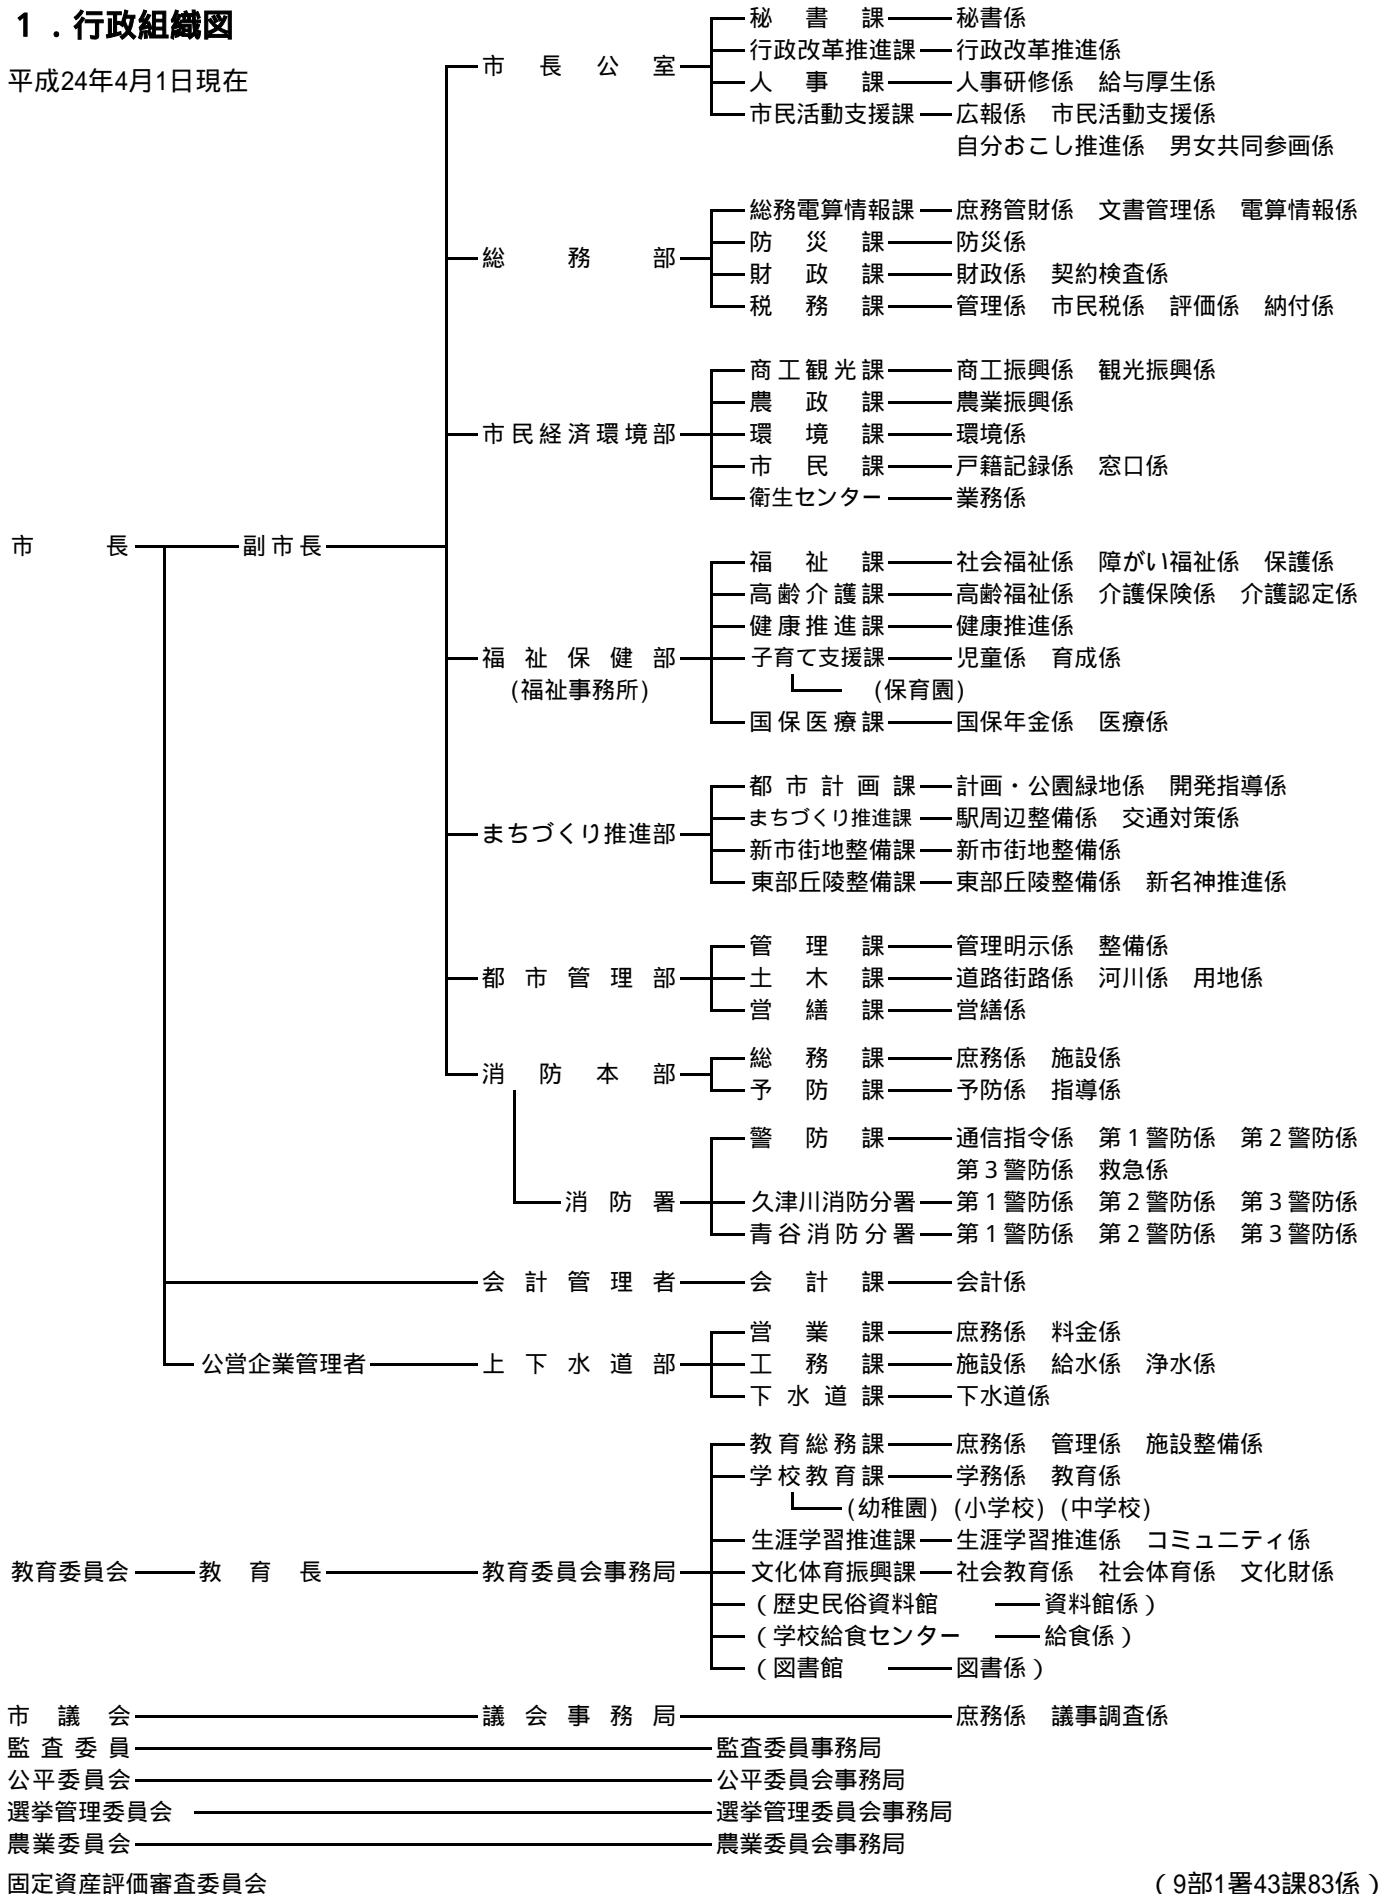 1．行政組織図
平成24年4月1日現在
秘書課 秘書係
行政改革推進課 行政改革推進係
市長公室
人事課 人事研修係 給与厚生係
市民活動支援課 広報係 市民活動支援係
自分おこし推進係 男女共同参画係
総務電算情報課 庶務管財係 文書管理係 電算情報係
防災課 防災係
総務部
財政課 財政係 契約検査係
税務課 管理係 市民税係 評価係 納付係
商工観光課 商工振興係 観光振興係
農政課 農業振興係
市民経済環境部 環境課 環境係
市民課 戸籍記録係 窓口係
衛生センター 業務係
市長 副市長
福祉課 社会福祉係 障がい福祉係 保護係
高齢介護課 高齢福祉係 介護保険係 介護認定係
健康推進課 健康推進係
福祉保健部 子育て支援課 児童係 育成係
(福祉事務所) (保育園)
国保医療課 国保年金係 医療係
都市計画課 計画・公園緑地係 開発指導係
まちづくり推進課 駅周辺整備係 交通対策係
まちづくり推進部
新市街地整備課 新市街地整備係
東部丘陵整備課 東部丘陵整備係 新名神推進係
管理課 管理明示係 整備係
都市管理部 土木課 道路街路係 河川係 用地係
営繕課 営繕係
総務課 庶務係 施設係
消防本部
予防課 予防係 指導係
警防課 通信指令係 第1警防係 第2警防係
第3警防係 救急係
消防署 久津川消防分署 第1警防係 第2警防係 第3警防係
青谷消防分署 第1警防係 第2警防係 第3警防係
会計管理者 会計課 会計係
営業課 庶務係 料金係
公営企業管理者 上下水道部 工務課 施設係 給水係 浄水係
下水道課 下水道係
教育総務課 庶務係 管理係 施設整備係
学校教育課 学務係 教育係
(幼稚園) (小学校) (中学校)
生涯学習推進課 生涯学習推進係 コミュニティ係
教育委員会 教育長 教育委員会事務局 文化体育振興課 社会教育係 社会体育係 文化財係
(歴史民俗資料館 資料館係)
(学校給食センター 給食係)
(図書館 図書係)
市議会 議会事務局 庶務係 議事調査係
監査委員 監査委員事務局
公平委員会 公平委員会事務局
選挙管理委員会 選挙管理委員会事務局
農業委員会 農業委員会事務局
固定資産評価審査委員会 (9部1署43課83係)